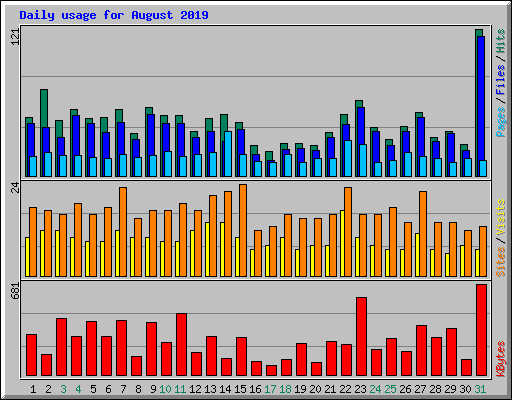 Daily usage for August 2019
121
Pages / Files / Hits
24
Sites / Visits
681
KBytes
1 2 3 4 5 6 7 8 9 10 11 12 13 14 15 16 17 18 19 20 21 22 23 24 25 26 27 28 29 30 31